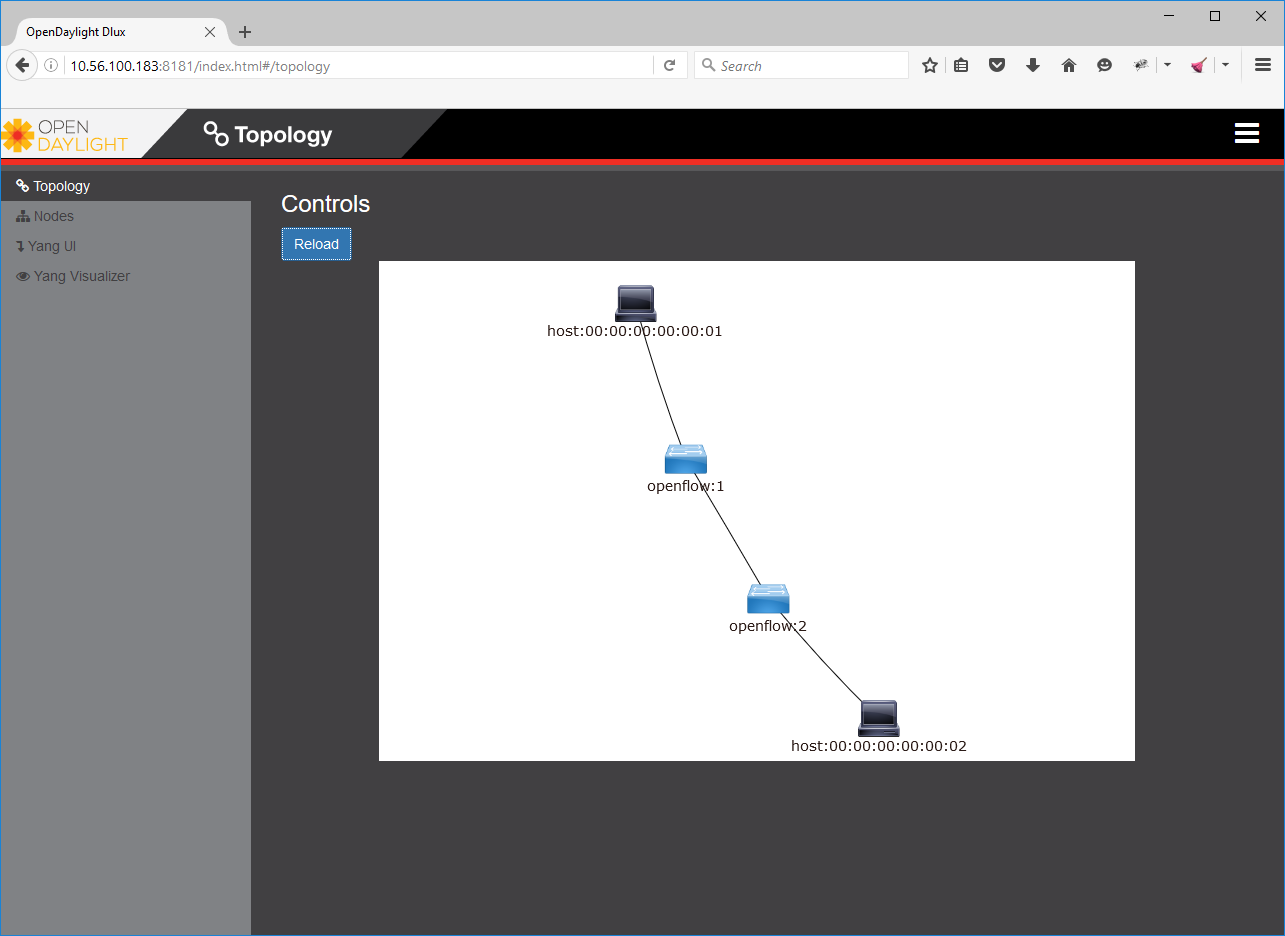 OpenDaylight Dlux
10.56.100.183:8181/index.html#/topology
Search
OPEN
DAYLIGHT
Topology
Topology
Nodes
Yang UI
Yang Visualizer
Controls
Reload
host:00:00:00:00:00:01
openflow:1
openflow:2
host:00:00:00:00:00:02